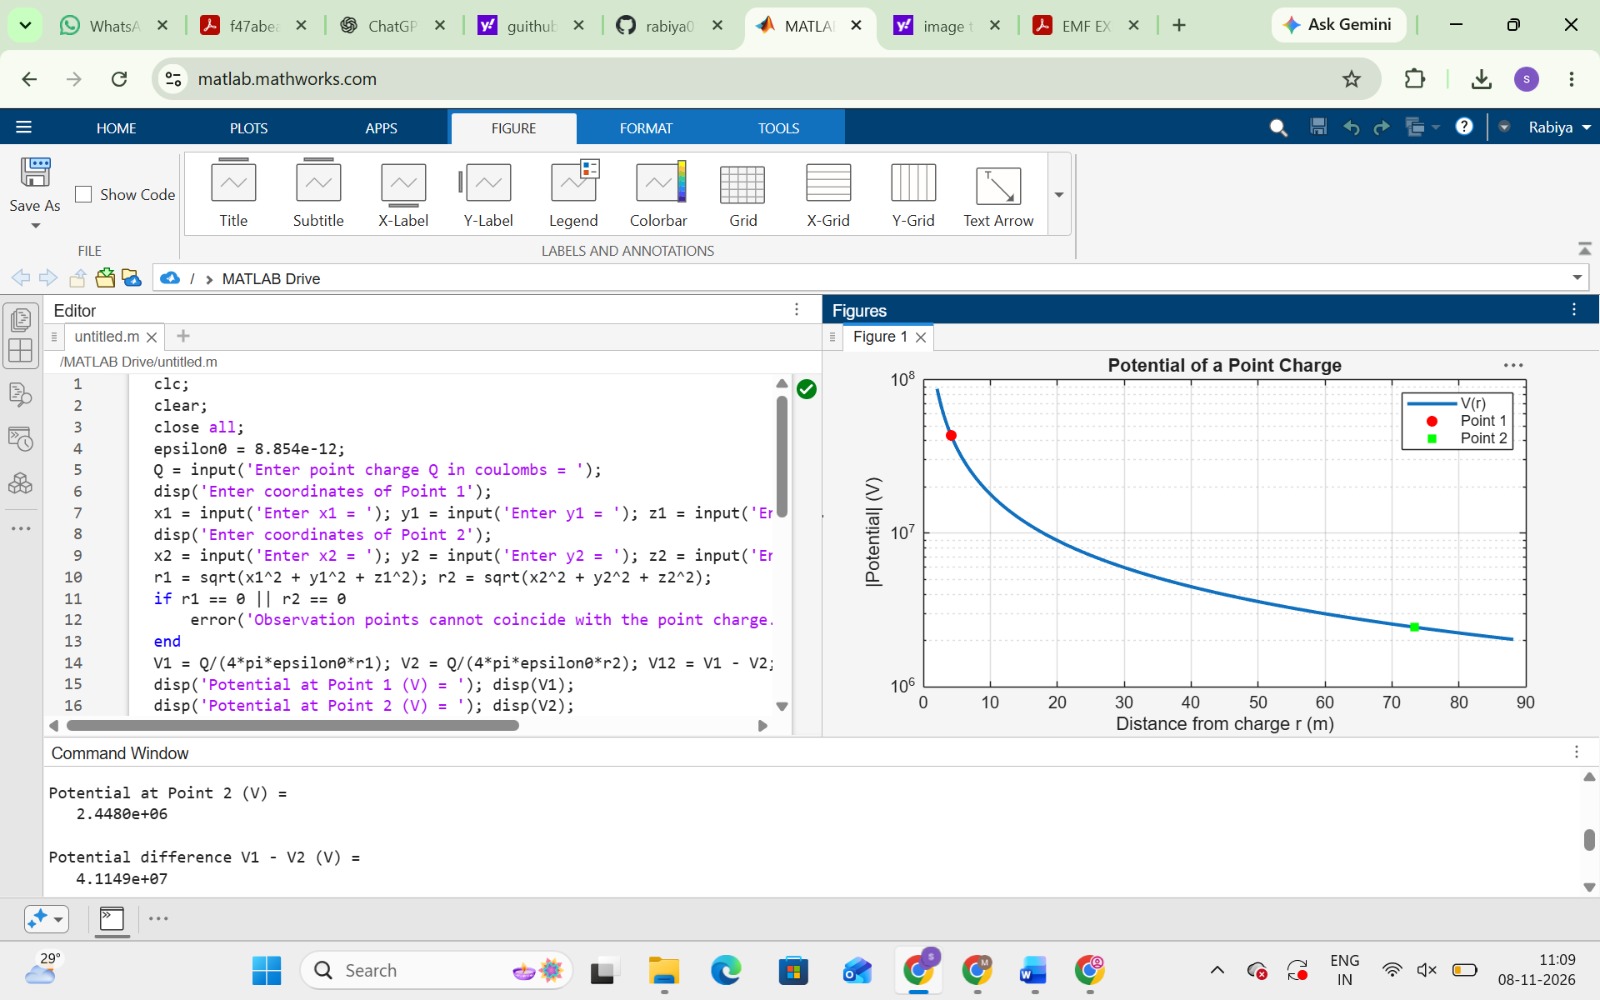 WhatsA
f47abea
ChatGP
guithub
rabiya0
MATLA
image t
EMF EX
Ask Gemini
matlab.mathworks.com
S
HOME
PLOTS
APPS
FIGURE
FORMAT
TOOLS
Rabiya
Save As
Show Code
Title
Subtitle
X-Label
Y-Label
Legend
Colorbar
Grid
X-Grid
Y-Grid
Text Arrow
FILE
LABELS AND ANNOTATIONS
/ > MATLAB Drive
Editor
untitled.m
/MATLAB Drive/untitled.m
1 clc;
2 clear;
3 close all;
4 epsilon0 = 8.854e-12;
5 Q = input('Enter point charge Q in coulombs = ');
6 disp('Enter coordinates of Point 1');
7 x1 = input('Enter x1 = '); y1 = input('Enter y1 = '); z1 = input('Er
8 disp('Enter coordinates of Point 2');
9 x2 = input('Enter x2 = '); y2 = input('Enter y2 = '); z2 = input('Er
10 r1 = sqrt(x1^2 + y1^2 + z1^2); r2 = sqrt(x2^2 + y2^2 + z2^2);
11 if r1 == 0 || r2 == 0
12 error('Observation points cannot coincide with the point charge.
13 end
14 V1 = Q/(4*pi*epsilon0*r1); V2 = Q/(4*pi*epsilon0*r2); V12 = V1 - V2;
15 disp('Potential at Point 1 (V) = '); disp(V1);
16 disp('Potential at Point 2 (V) = '); disp(V2);
Figures
Figure 1
Potential of a Point Charge
10⁸
10⁷
10⁶
|Potential| (V)
V(r)
Point 1
Point 2
0 10 20 30 40 50 60 70 80 90
Distance from charge r (m)
Command Window
Potential at Point 2 (V) =
2.4480e+06
Potential difference V1 - V2 (V) =
4.1149e+07
29°
Search
ENG
IN
11:09
08-11-2026